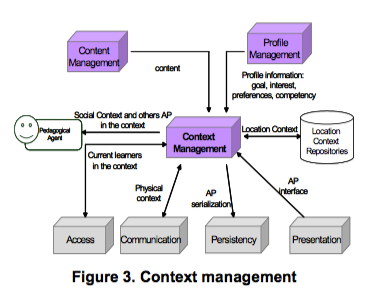 Content
Management
Profile
Management
content
Profile information:
goal, interest,
preferences, competency
Social Context and others AP
in the context
Pedagogical
Agent
Context
Management
Location Context
Location
Context
Repositories
Current learners
in the context
Physical
context
AP
serialization
AP
interface
Access
Communication
Persistency
Presentation
Figure 3. Context management